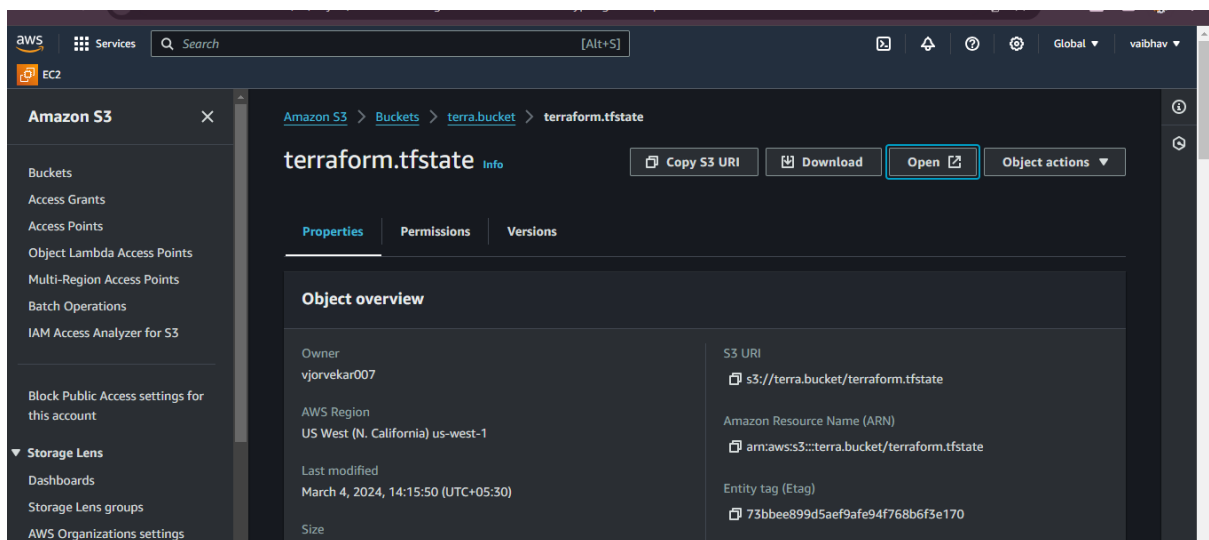 aws Services Search [Alt+S] Global ▼ vaibhav ▼
EC2
Amazon S3
Buckets
Access Grants
Access Points
Object Lambda Access Points
Multi-Region Access Points
Batch Operations
IAM Access Analyzer for S3
Block Public Access settings for
this account
▼ Storage Lens
Dashboards
Storage Lens groups
AWS Organizations settings
Amazon S3 > Buckets > terra.bucket > terraform.tfstate
terraform.tfstate Info
Copy S3 URI Download Open Object actions ▼
Properties Permissions Versions
Object overview
Owner
vjorvekar007
AWS Region
US West (N. California) us-west-1
Last modified
March 4, 2024, 14:15:50 (UTC+05:30)
Size
S3 URI
s3://terra.bucket/terraform.tfstate
Amazon Resource Name (ARN)
arn:aws:s3:::terra.bucket/terraform.tfstate
Entity tag (Etag)
73bbee899d5aef9afe94f768b6f3e170